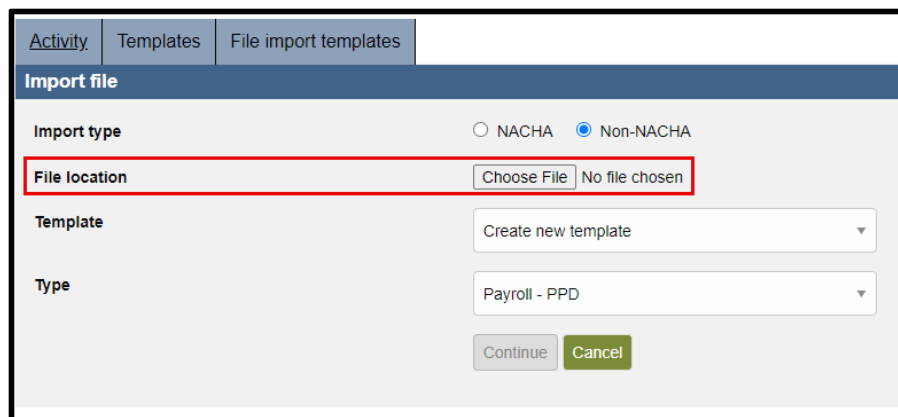 Activity Templates File import templates
Import file
Import type NACHA Non-NACHA
File location Choose File No file chosen
Template Create new template
Type Payroll - PPD
Continue Cancel